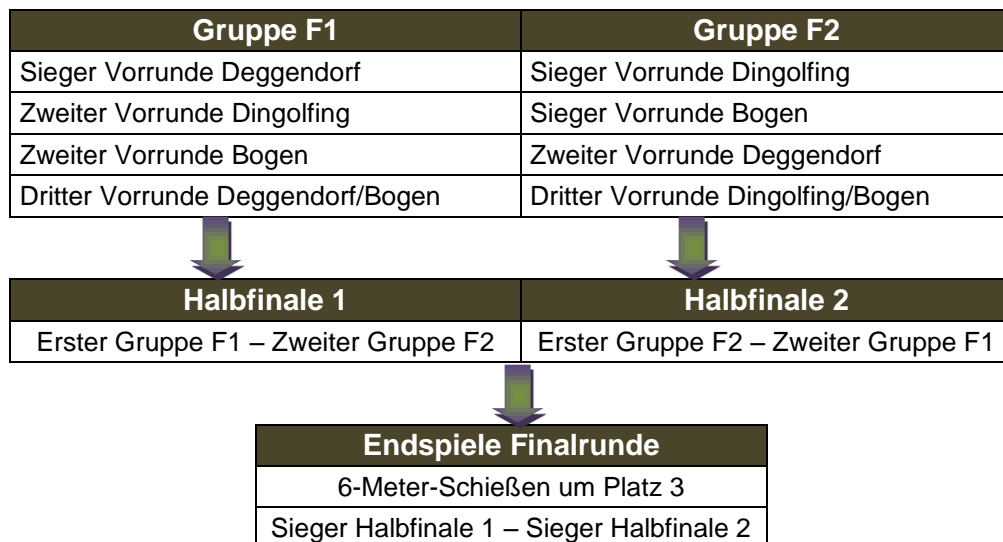 Gruppe F1 Gruppe F2
Sieger Vorrunde Deggendorf Sieger Vorrunde Dingolfing
Zweiter Vorrunde Dingolfing Sieger Vorrunde Bogen
Zweiter Vorrunde Bogen Zweiter Vorrunde Deggendorf
Dritter Vorrunde Deggendorf/Bogen Dritter Vorrunde Dingolfing/Bogen
Halbfinale 1 Halbfinale 2
Erster Gruppe F1 – Zweiter Gruppe F2 Erster Gruppe F2 – Zweiter Gruppe F1
Endspiele Finalrunde
6-Meter-Schießen um Platz 3
Sieger Halbfinale 1 – Sieger Halbfinale 2